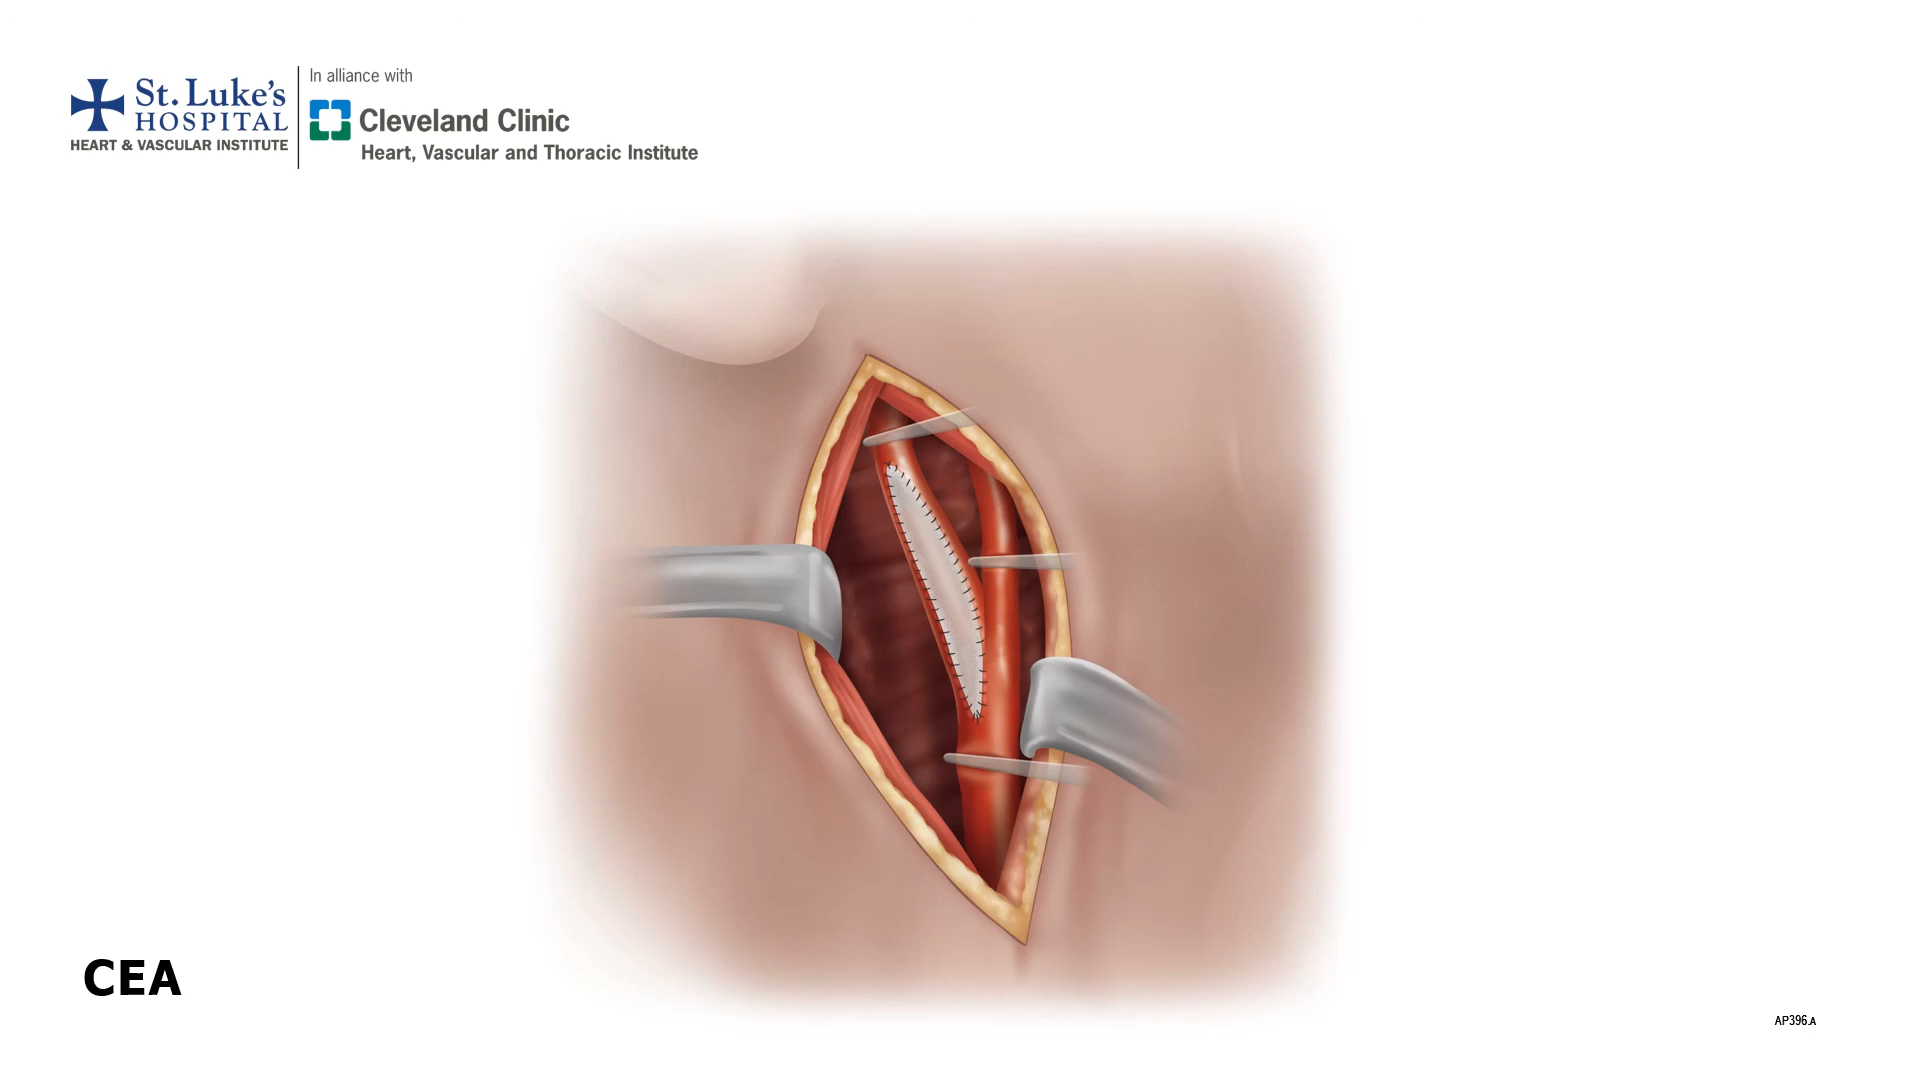 St. Luke's
HOSPITAL
HEART & VASCULAR INSTITUTE
In alliance with
Cleveland Clinic
Heart, Vascular and Thoracic Institute
CEA
AP396.A